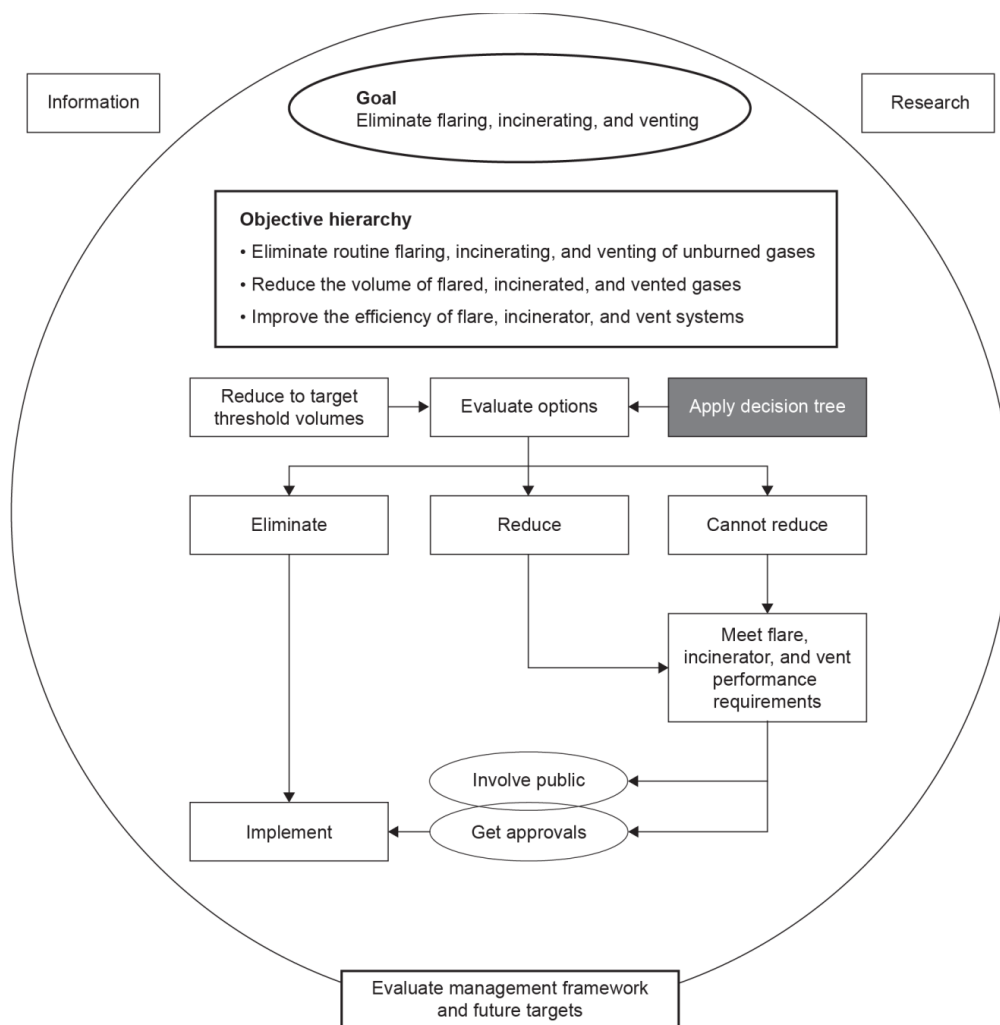 Information
Research
Goal
Eliminate flaring, incinerating, and venting
Objective hierarchy
• Eliminate routine flaring, incinerating, and venting of unburned gases
• Reduce the volume of flared, incinerated, and vented gases
• Improve the efficiency of flare, incinerator, and vent systems
Reduce to target
threshold volumes
Evaluate options
Apply decision tree
Eliminate
Reduce
Cannot reduce
Meet flare,
incinerator, and vent
performance
requirements
Involve public
Get approvals
Implement
Evaluate management framework
and future targets